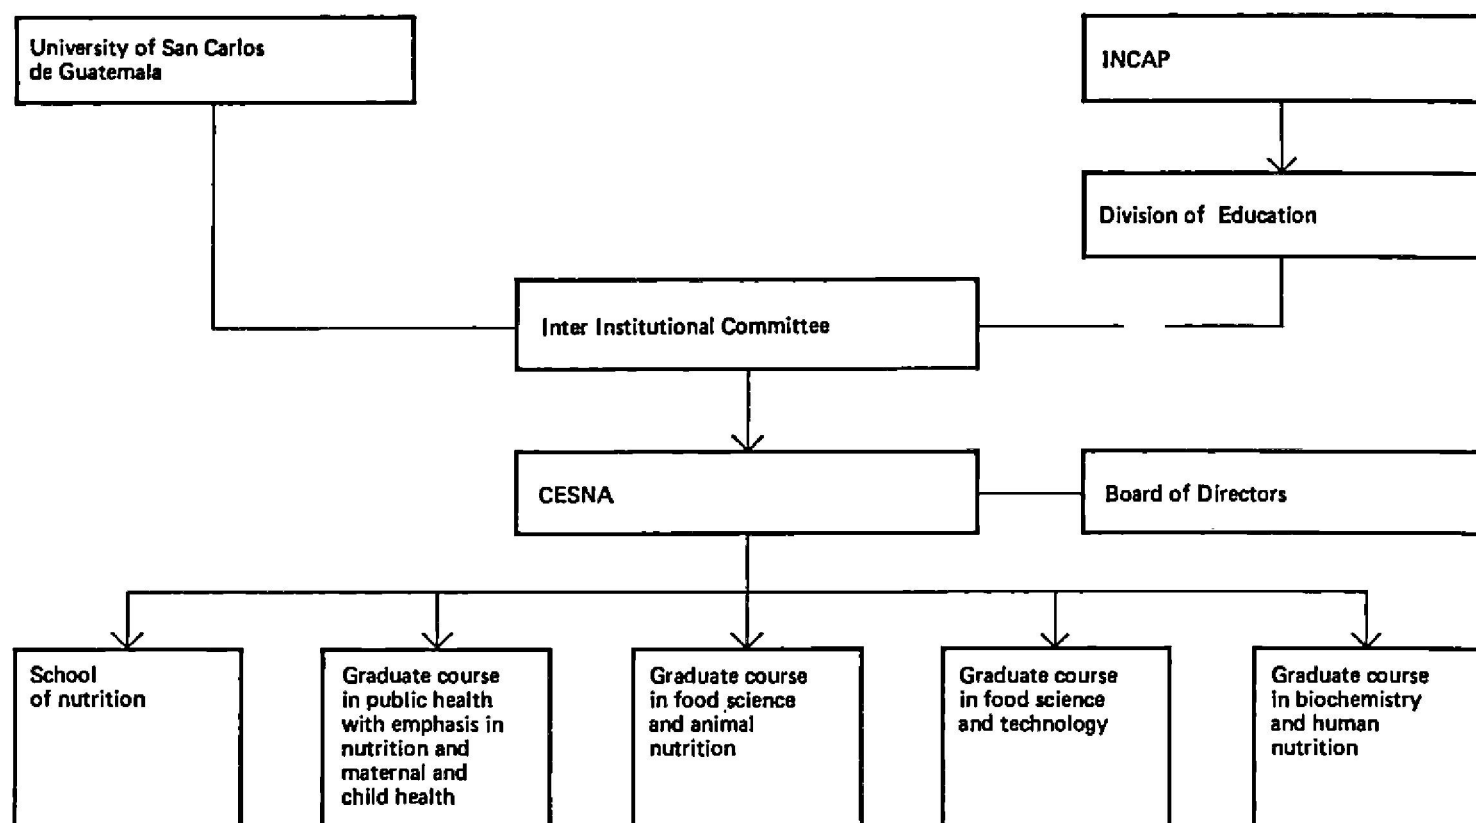 University of San Carlos
de Guatemala
INCAP
Division of Education
Inter Institutional Committee
CESNA
Board of Directors
School
of nutrition
Graduate course
in public health
with emphasis in
nutrition and
maternal and
child health
Graduate course
in food science
and animal
nutrition
Graduate course
in food science
and technology
Graduate course
in biochemistry
and human
nutrition